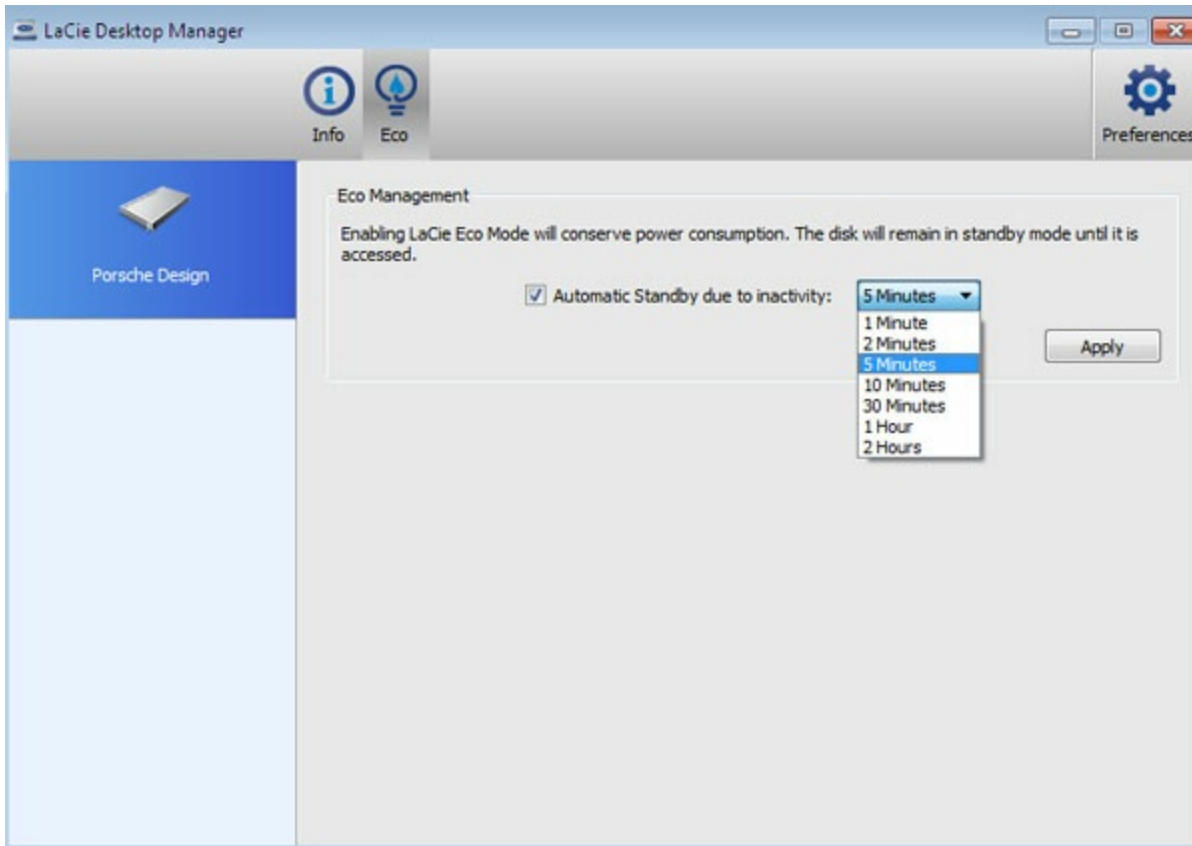 LaCie Desktop Manager
Info
Eco
Preferences
Porsche Design
Eco Management
Enabling LaCie Eco Mode will conserve power consumption. The disk will remain in standby mode until it is
accessed.
Automatic Standby due to inactivity:
5 Minutes
1 Minute
2 Minutes
5 Minutes
10 Minutes
30 Minutes
1 Hour
2 Hours
Apply